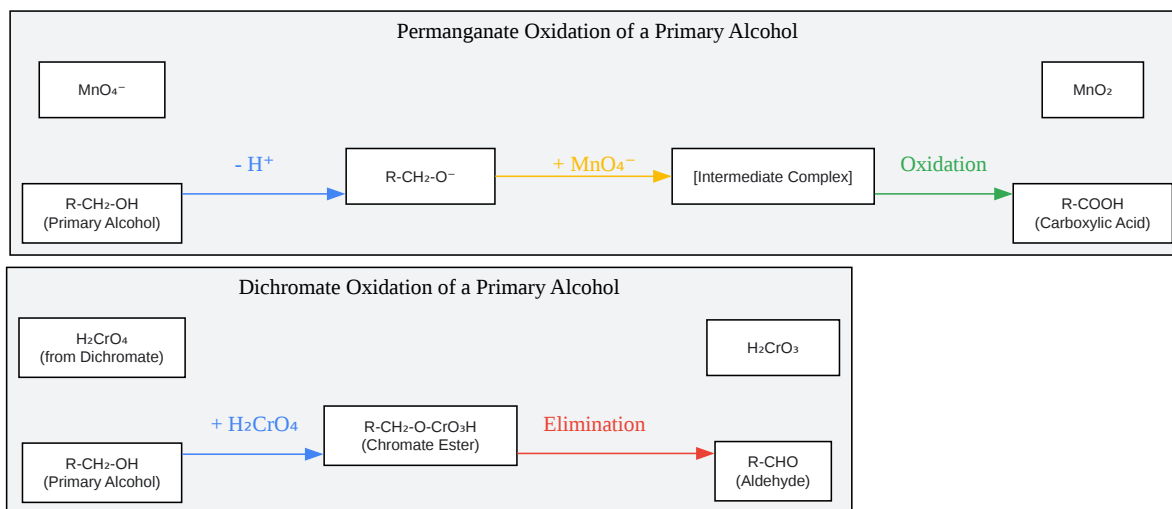 Permanganate Oxidation of a Primary Alcohol
MnO₄⁻
MnO₂
- H⁺
+ MnO₄⁻
Oxidation
R-CH₂-OH
(Primary Alcohol)
R-CH₂-O⁻
[Intermediate Complex]
R-COOH
(Carboxylic Acid)
Dichromate Oxidation of a Primary Alcohol
H₂CrO₄
(from Dichromate)
H₂CrO₃
+ H₂CrO₄
Elimination
R-CH₂-OH
(Primary Alcohol)
R-CH₂-O-CrO₃H
(Chromate Ester)
R-CHO
(Aldehyde)